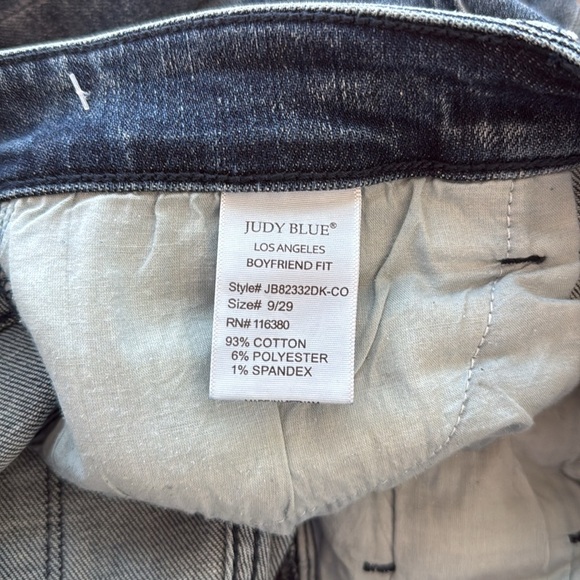 JUDY BLUE®
LOS ANGELES
BOYFRIEND FIT
Style# JB82332DK-CO
Size# 9/29
RN# 116380
93% COTTON
6% POLYESTER
1% SPANDEX